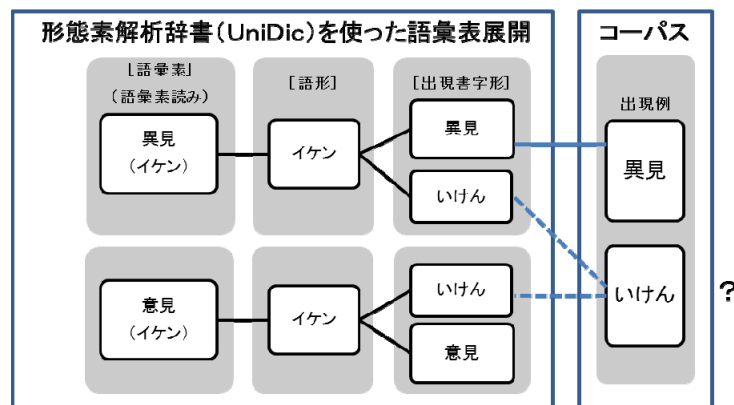 形態素解析辞書(UniDic)を使った語彙表展開
コーパス
[語彙素]
(語彙素読み)
[語形]
[出現書字形]
出現例
異見
(イケン)
イケン
異見
いけん
異見
意見
(イケン)
イケン
いけん
意見
いけん
?